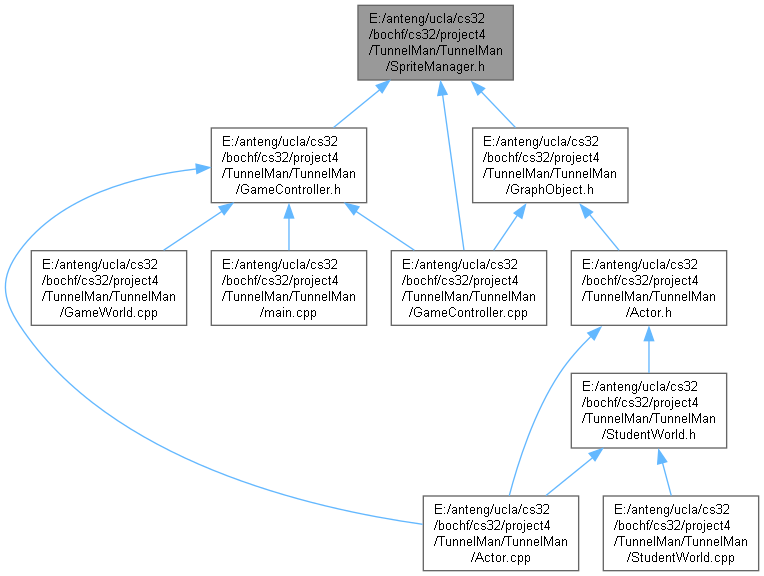 E:/anteng/ucla/cs32
/bochf/cs32/project4
/TunnelMan/TunnelMan
/SpriteManager.h
E:/anteng/ucla/cs32
/bochf/cs32/project4
/TunnelMan/TunnelMan
/GameController.h
E:/anteng/ucla/cs32
/bochf/cs32/project4
/TunnelMan/TunnelMan
/GraphObject.h
E:/anteng/ucla/cs32
/bochf/cs32/project4
/TunnelMan/TunnelMan
/GameWorld.cpp
E:/anteng/ucla/cs32
/bochf/cs32/project4
/TunnelMan/TunnelMan
/main.cpp
E:/anteng/ucla/cs32
/bochf/cs32/project4
/TunnelMan/TunnelMan
/GameController.cpp
E:/anteng/ucla/cs32
/bochf/cs32/project4
/TunnelMan/TunnelMan
/Actor.h
E:/anteng/ucla/cs32
/bochf/cs32/project4
/TunnelMan/TunnelMan
/StudentWorld.h
E:/anteng/ucla/cs32
/bochf/cs32/project4
/TunnelMan/TunnelMan
/Actor.cpp
E:/anteng/ucla/cs32
/bochf/cs32/project4
/TunnelMan/TunnelMan
/StudentWorld.cpp